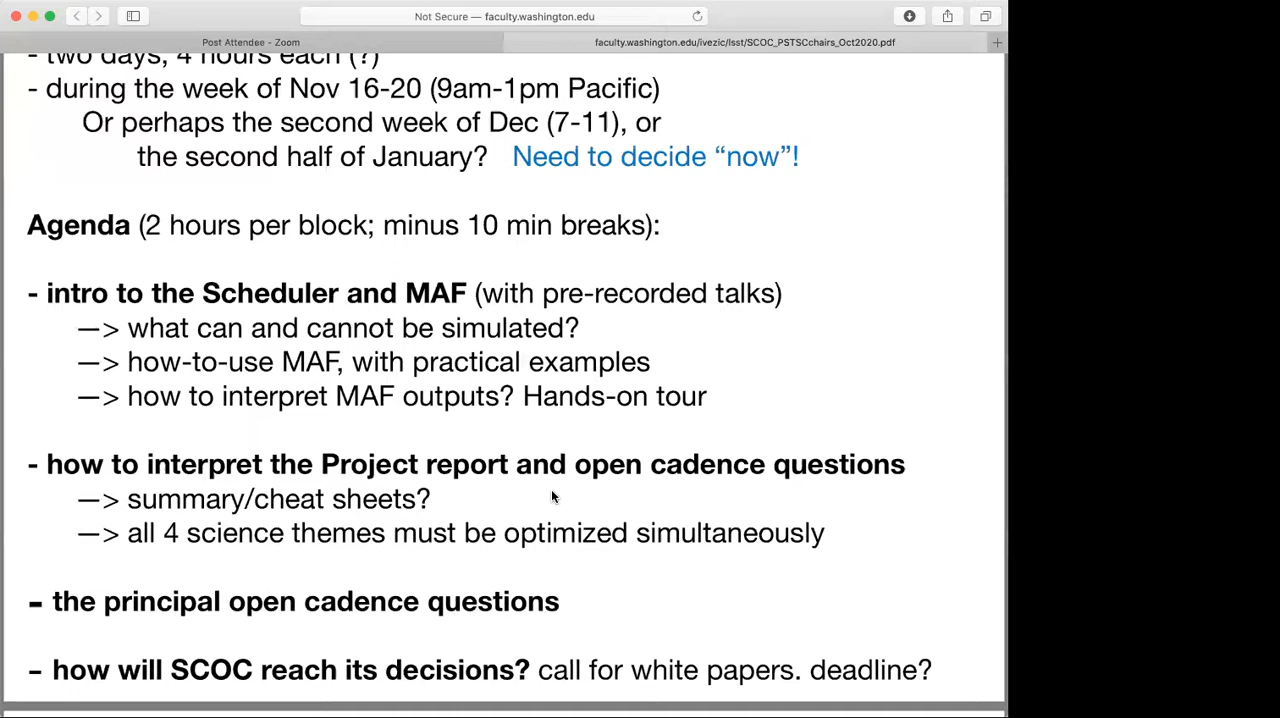 Not Secure — faculty.washington.edu
Post Attendee - Zoom
faculty.washington.edu/ivezic/lsst/SCOC_PSTSCchairs_Oct2020.pdf
- two days, 4 hours each (?)
- during the week of Nov 16-20 (9am-1pm Pacific)
Or perhaps the second week of Dec (7-11), or
the second half of January? Need to decide “now”!
Agenda (2 hours per block; minus 10 min breaks):
- intro to the Scheduler and MAF (with pre-recorded talks)
—> what can and cannot be simulated?
—> how-to-use MAF, with practical examples
—> how to interpret MAF outputs? Hands-on tour
- how to interpret the Project report and open cadence questions
—> summary/cheat sheets?
—> all 4 science themes must be optimized simultaneously
- the principal open cadence questions
- how will SCOC reach its decisions? call for white papers. deadline?